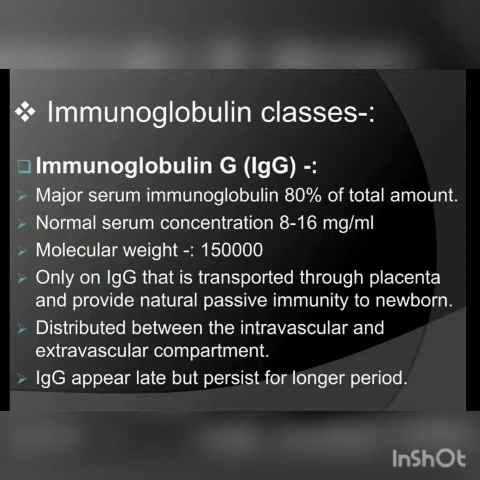 ❖ Immunoglobulin classes-:
❑ Immunoglobulin G (IgG) -:
➢ Major serum immunoglobulin 80% of total amount.
➢ Normal serum concentration 8-16 mg/ml
➢ Molecular weight -: 150000
➢ Only on IgG that is transported through placenta
and provide natural passive immunity to newborn.
➢ Distributed between the intravascular and
extravascular compartment.
➢ IgG appear late but persist for longer period.
InShOt